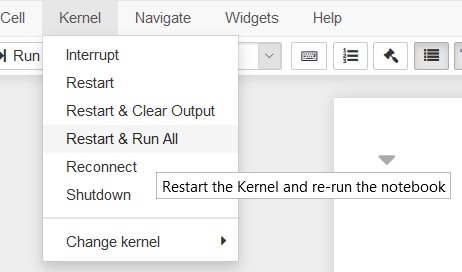 Cell Kernel Navigate Widgets Help
Run
Interrupt
Restart
Restart & Clear Output
Restart & Run All
Reconnect
Shutdown
Restart the Kernel and re-run the notebook
Change kernel